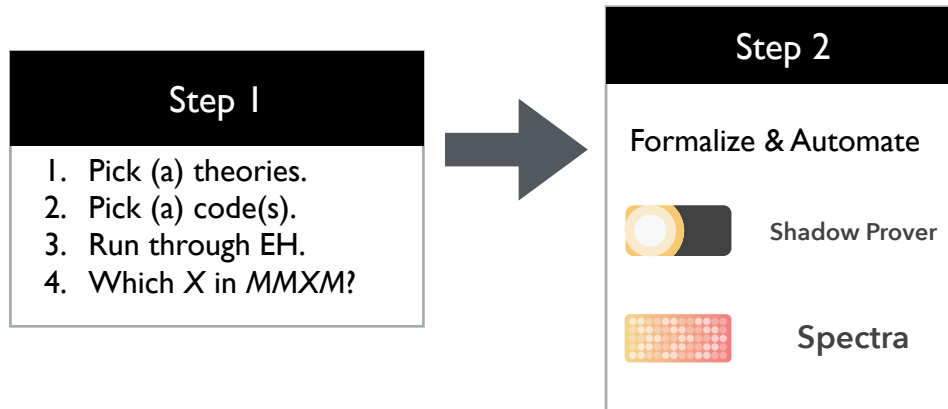 Step 1
1. Pick (a) theories.
2. Pick (a) code(s).
3. Run through EH.
4. Which X in MMXM?
Step 2
Formalize & Automate
Shadow Prover
Spectra